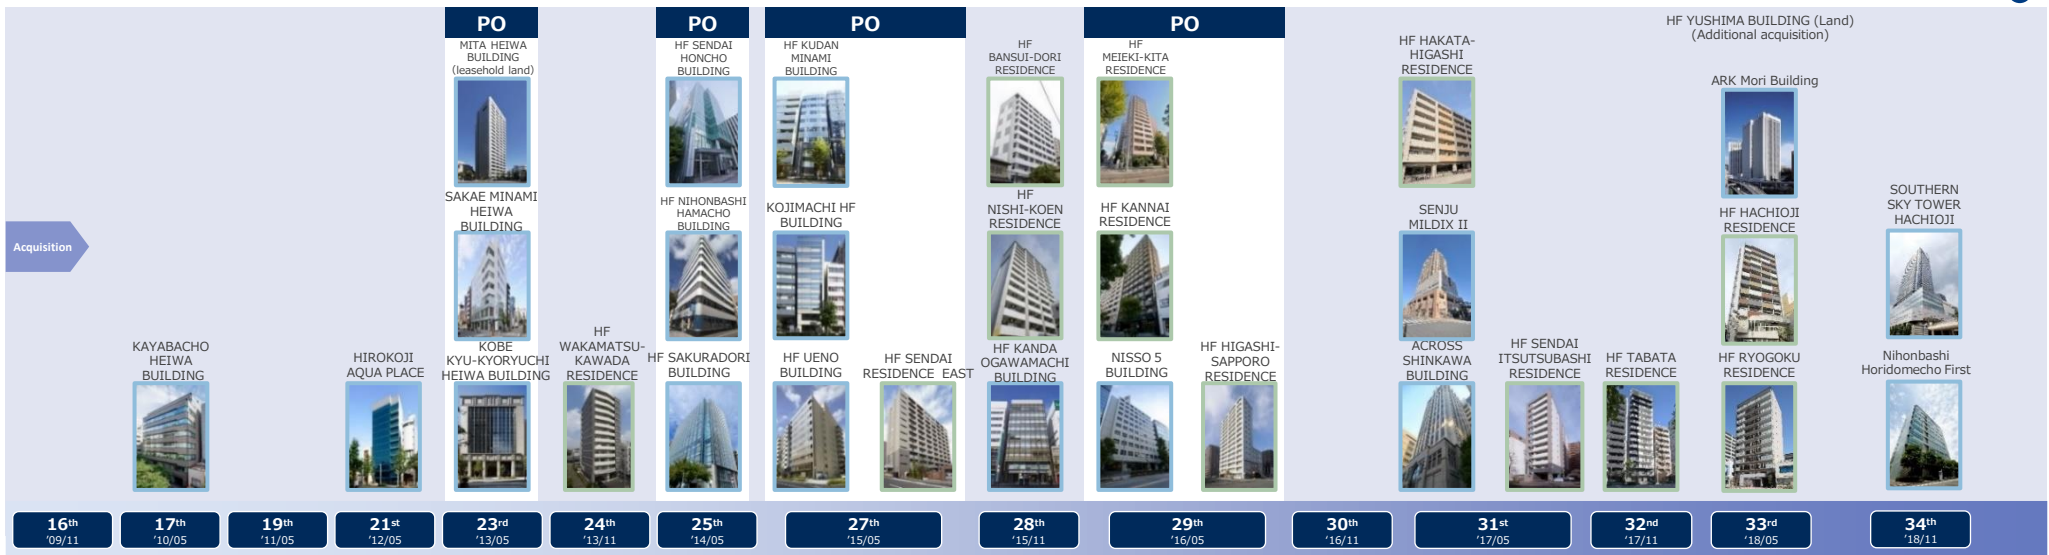 PO
PO
PO
PO
MITA HEIWA
BUILDING
(leasehold land)
HF SENDAI
HONCHO
BUILDING
HF KUDAN
MINAMI
BUILDING
HF
BANSUI-DORI
RESIDENCE
HF
MEIEKI-KITA
RESIDENCE
HF HAKATA-
HIGASHI
RESIDENCE
HF YUSHIMA BUILDING (Land)
(Additional acquisition)
ARK Mori Building
Acquisition
SAKAE MINAMI
HEIWA
BUILDING
HF NIHONBASHI
HAMACHO
BUILDING
KOJIMACHI HF
BUILDING
HF
NISHI-KOEN
RESIDENCE
HF KANNAI
RESIDENCE
SENJU
MILDIX II
HF HACHIOJI
RESIDENCE
SOUTHERN
SKY TOWER
HACHIOJI
KAYABACHO
HEIWA
BUILDING
HIROKOJI
AQUA PLACE
KOBE
KYU-KYORYUCHI
HEIWA BUILDING
HF
WAKAMATSU-
KAWADA
RESIDENCE
HF SAKURADORI
BUILDING
HF UENO
BUILDING
HF SENDAI
RESIDENCE EAST
HF KANDA
OGAWAMACHI
BUILDING
NISSO 5
BUILDING
HF HIGASHI-
SAPPORO
RESIDENCE
ACROSS
SHINKAWA
BUILDING
HF SENDAI
ITSUTSUBASHI
RESIDENCE
HF TABATA
RESIDENCE
HF RYOGOKU
RESIDENCE
Nihonbashi
Horidomecho First
16th
'09/11
17th
'10/05
19th
'11/05
21st
'12/05
23rd
'13/05
24th
'13/11
25th
'14/05
27th
'15/05
28th
'15/11
29th
'16/05
30th
'16/11
31st
'17/05
32nd
'17/11
33rd
'18/05
34th
'18/11